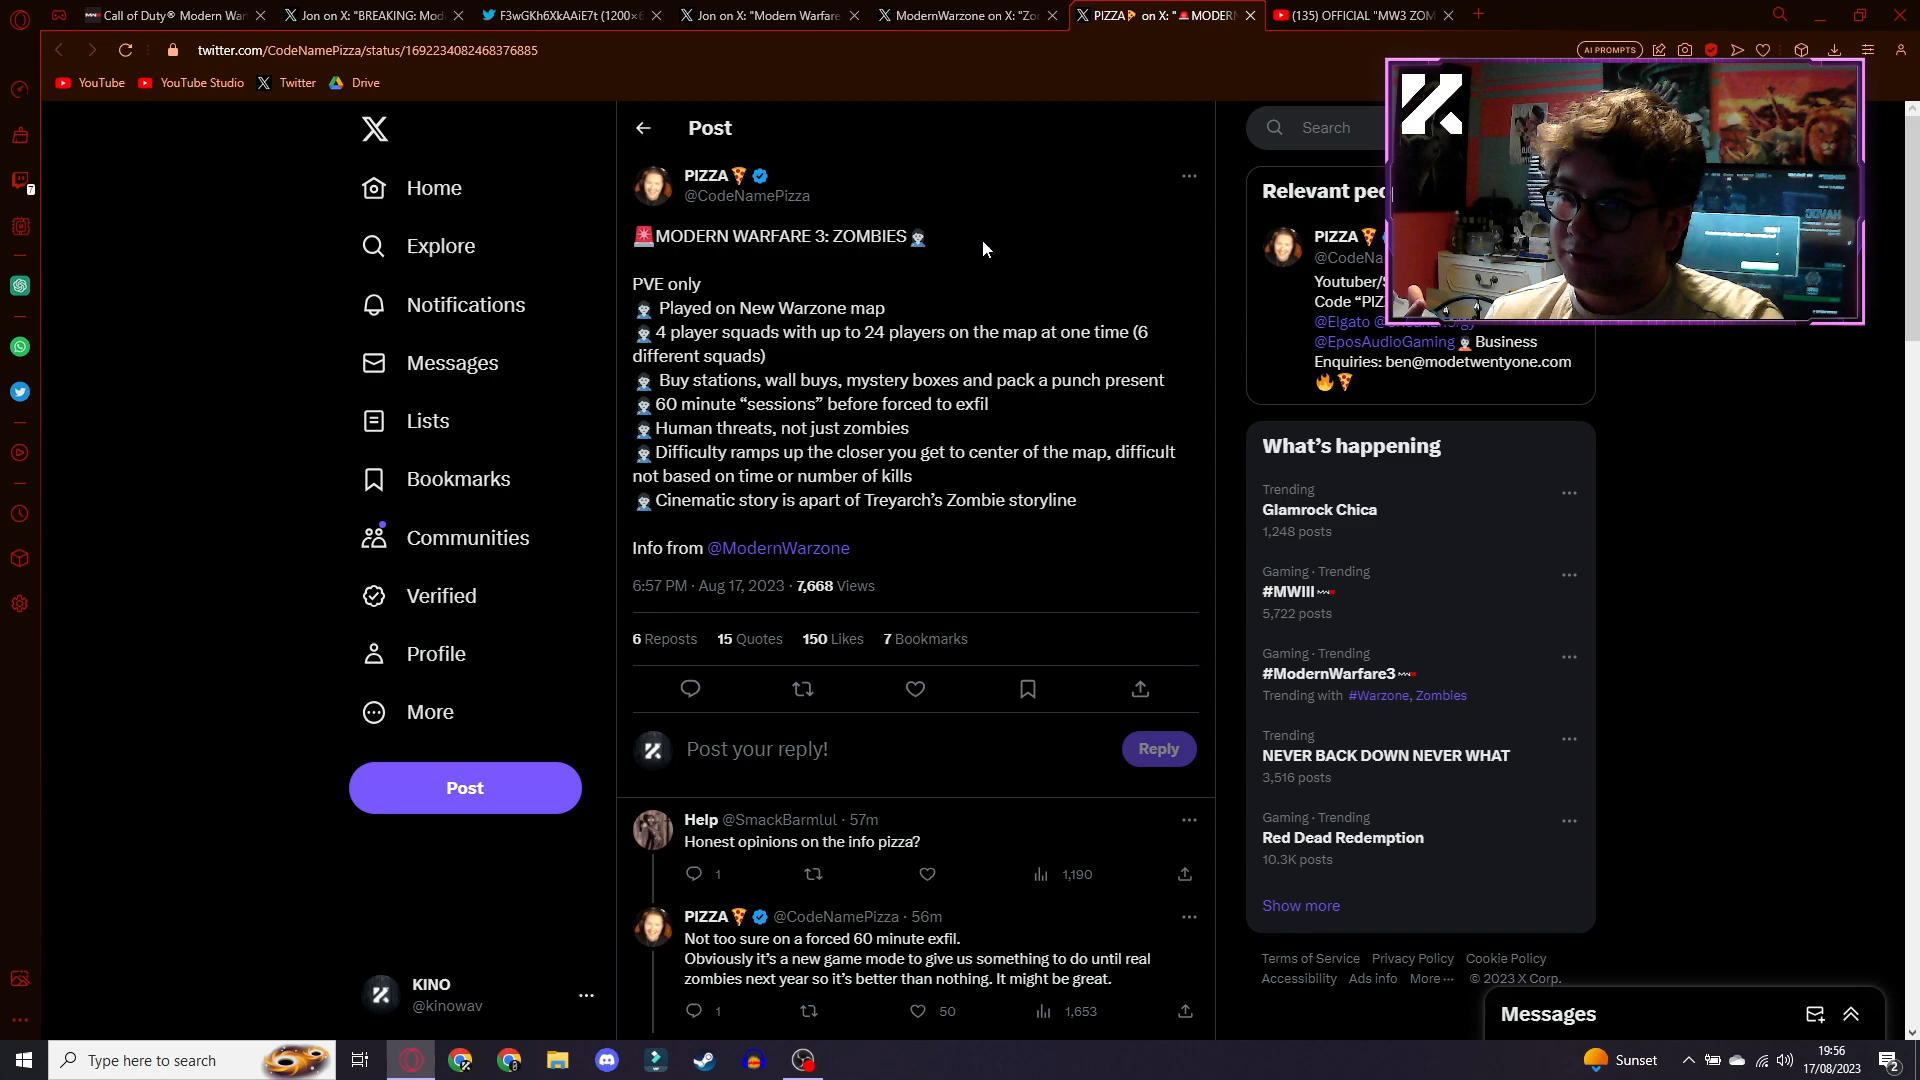 Call of Duty® Modern War
Jon on X: "BREAKING: Mod
F3wGKh6XkAAiE7t (1200×6
Jon on X: "Modern Warfare
ModernWarzone on X: "Zo
PIZZA🍕 on X: "🚨MODERN
(135) OFFICIAL "MW3 ZOM
twitter.com/CodeNamePizza/status/1692234082468376885
AI PROMPTS
YouTube
YouTube Studio
Twitter
Drive
Home
Explore
Notifications
Messages
Lists
Bookmarks
Communities
Verified
Profile
More
Post
KINO
@kinowav
Post
PIZZA🍕
@CodeNamePizza
🚨MODERN WARFARE 3: ZOMBIES🧟
PVE only
🧟 Played on New Warzone map
🧟 4 player squads with up to 24 players on the map at one time (6
different squads)
🧟 Buy stations, wall buys, mystery boxes and pack a punch present
🧟 60 minute “sessions” before forced to exfil
🧟Human threats, not just zombies
🧟Difficulty ramps up the closer you get to center of the map, difficult
not based on time or number of kills
🧟Cinematic story is apart of Treyarch’s Zombie storyline
Info from @ModernWarzone
6:57 PM · Aug 17, 2023 · 7,668 Views
6 Reposts 15 Quotes 150 Likes 7 Bookmarks
Post your reply!
Reply
Help @SmackBarmlul · 57m
Honest opinions on the info pizza?
1
1,190
PIZZA🍕 @CodeNamePizza · 56m
Not too sure on a forced 60 minute exfil.
Obviously it’s a new game mode to give us something to do until real
zombies next year so it’s better than nothing. It might be great.
1
50
1,653
Search
Relevant peo
PIZZA🍕
@CodeNa
Youtuber/S
Code “PIZ
@Elgato
@EposAudioGaming 🧟Business
Enquiries: ben@modetwentyone.com
🔥🍕
What’s happening
Trending
Glamrock Chica
1,248 posts
Gaming · Trending
#MWIII
5,722 posts
Gaming · Trending
#ModernWarfare3
Trending with #Warzone, Zombies
Trending
NEVER BACK DOWN NEVER WHAT
3,516 posts
Gaming · Trending
Red Dead Redemption
10.3K posts
Show more
Terms of Service Privacy Policy Cookie Policy
Accessibility Ads info More ··· © 2023 X Corp.
Messages
7
Type here to search
Sunset
19:56
17/08/2023
2